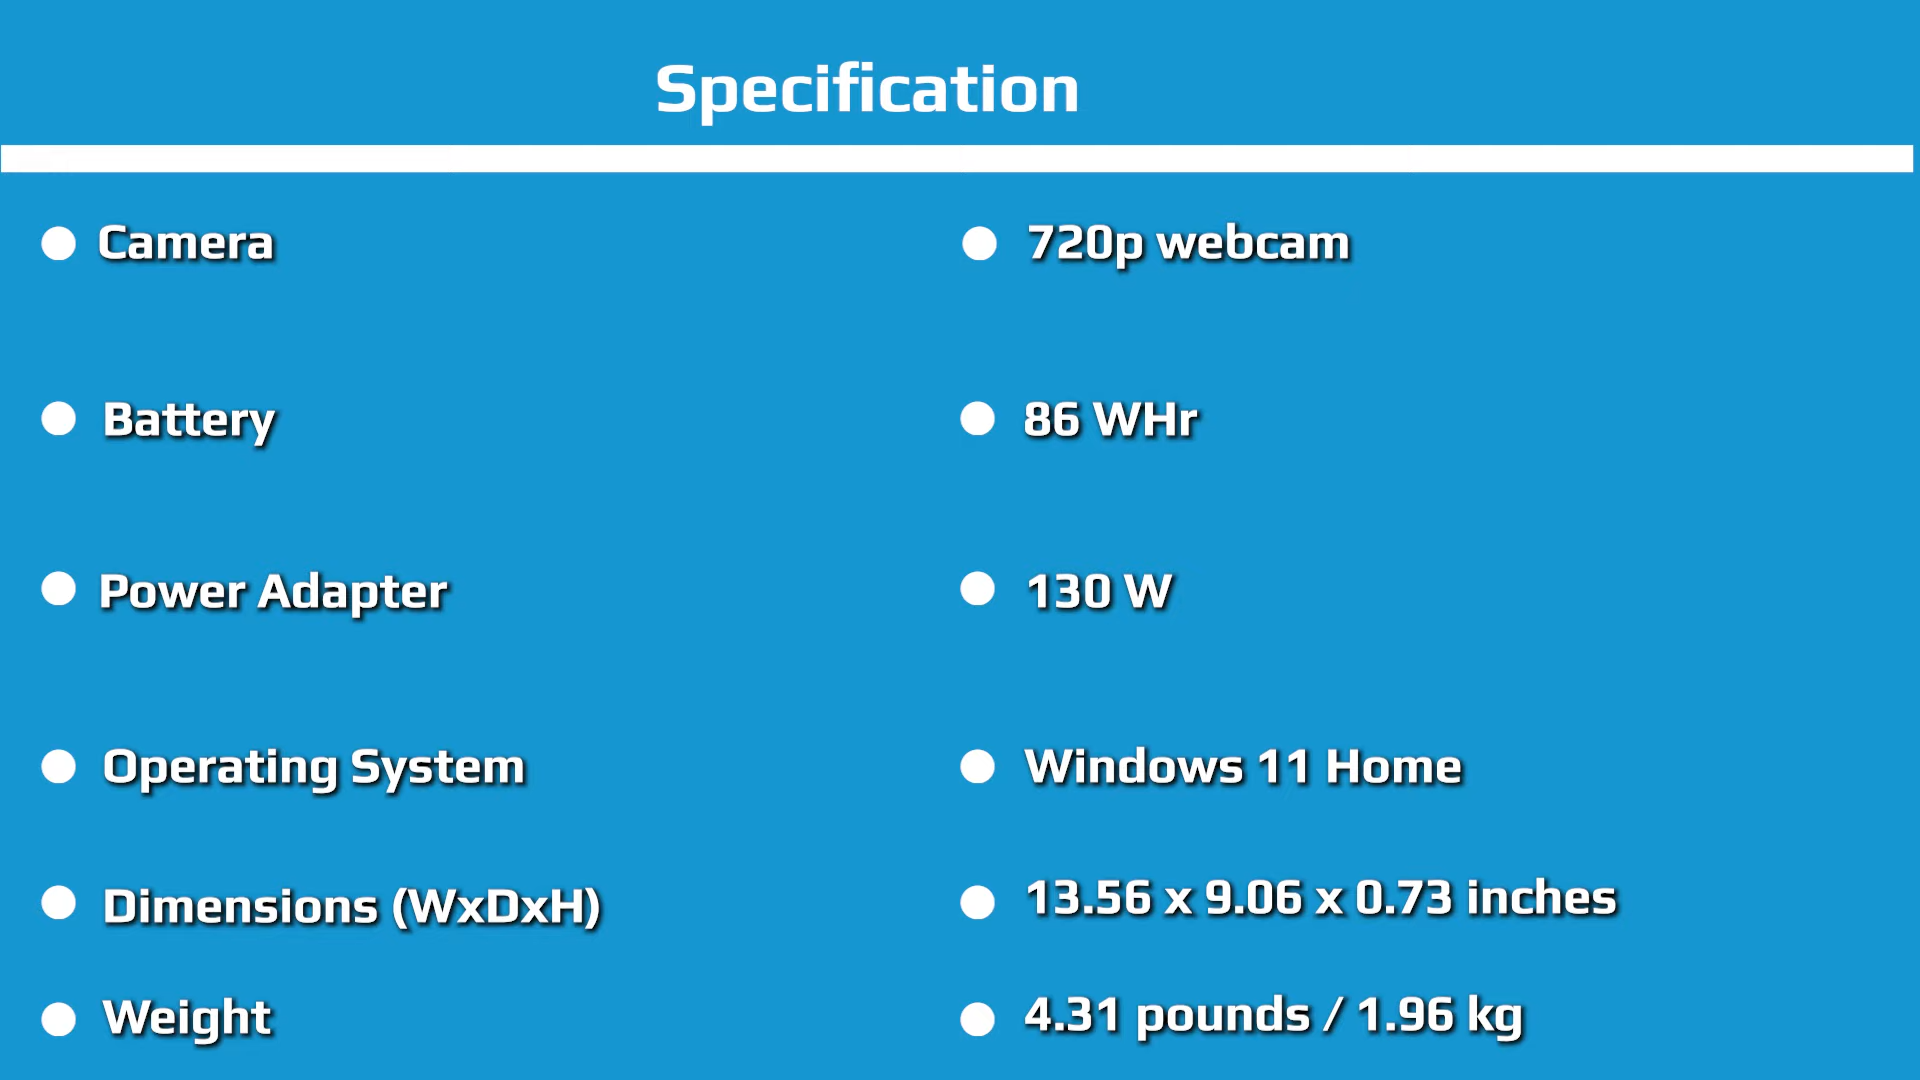 Specification
Camera
720p webcam
Battery
86 WHr
Power Adapter
130 W
Operating System
Windows 11 Home
Dimensions (WxDxH)
13.56 x 9.06 x 0.73 inches
Weight
4.31 pounds / 1.96 kg